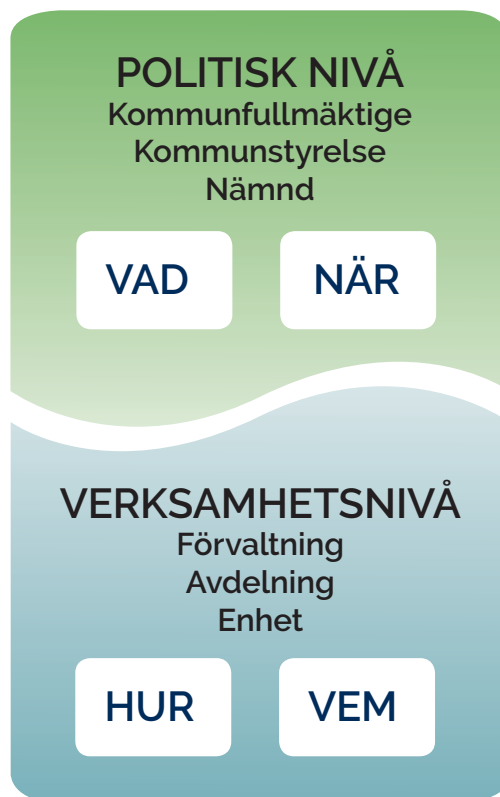 POLITISK NIVÅ
Kommunfullmäktige
Kommunstyrelse
Nämnd
VAD
NÄR
VERKSAMHETSNIVÅ
Förvaltning
Avdelning
Enhet
HUR
VEM